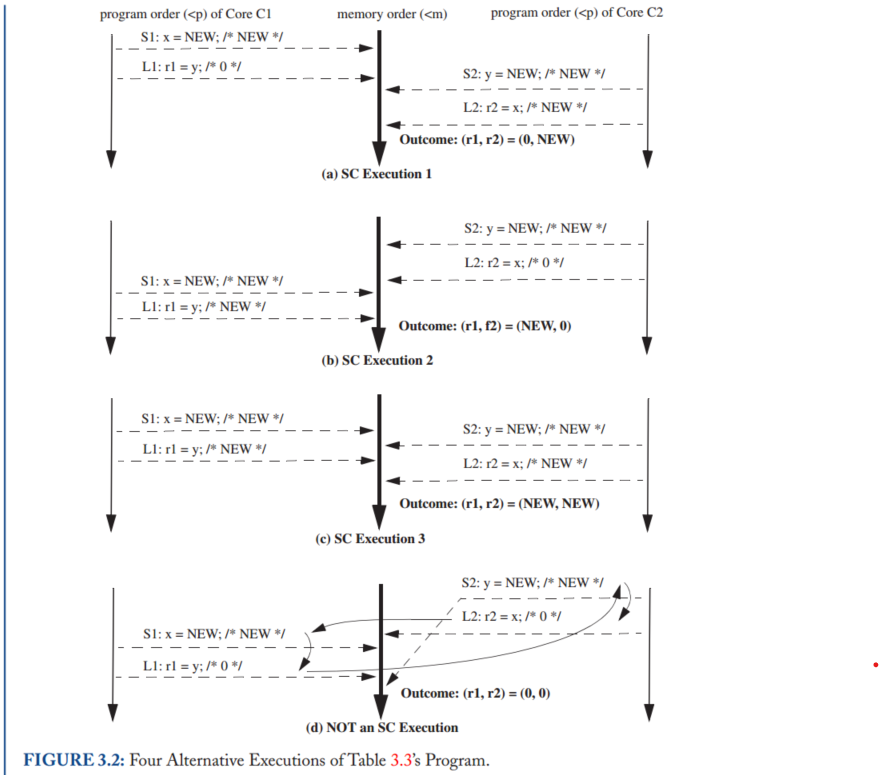 program order (<p) of Core C1 memory order (<m) program order (<p) of Core C2
S1: x = NEW; /* NEW */
L1: r1 = y; /* 0 */
S2: y = NEW; /* NEW */
L2: r2 = x; /* NEW */
Outcome: (r1, r2) = (0, NEW)
(a) SC Execution 1
S2: y = NEW; /* NEW */
L2: r2 = x; /* 0 */
S1: x = NEW; /* NEW */
L1: r1 = y; /* NEW */
Outcome: (r1, f2) = (NEW, 0)
(b) SC Execution 2
S1: x = NEW; /* NEW */
S2: y = NEW; /* NEW */
L1: r1 = y; /* NEW */
L2: r2 = x; /* NEW */
Outcome: (r1, r2) = (NEW, NEW)
(c) SC Execution 3
S2: y = NEW; /* NEW */
L2: r2 = x; /* 0 */
S1: x = NEW; /* NEW */
L1: r1 = y; /* 0 */
Outcome: (r1, r2) = (0, 0)
(d) NOT an SC Execution
FIGURE 3.2: Four Alternative Executions of Table 3.3's Program.